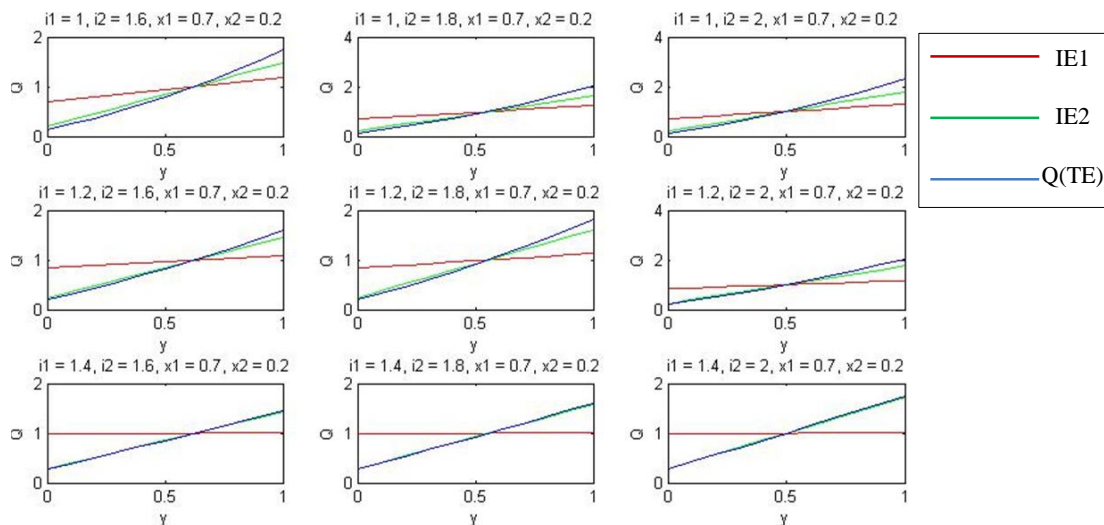 i1 = 1, i2 = 1.6, x1 = 0.7, x2 = 0.2
2
1
0
Q
0
0.5
1
y
i1 = 1, i2 = 1.8, x1 = 0.7, x2 = 0.2
4
2
0
Q
0
0.5
1
y
i1 = 1, i2 = 2, x1 = 0.7, x2 = 0.2
4
2
0
Q
0
0.5
1
y
IE1
IE2
Q(TE)
i1 = 1.2, i2 = 1.6, x1 = 0.7, x2 = 0.2
2
1
0
Q
0
0.5
1
y
i1 = 1.2, i2 = 1.8, x1 = 0.7, x2 = 0.2
2
1
0
Q
0
0.5
1
y
i1 = 1.2, i2 = 2, x1 = 0.7, x2 = 0.2
4
2
0
Q
0
0.5
1
y
i1 = 1.4, i2 = 1.6, x1 = 0.7, x2 = 0.2
2
1
0
Q
0
0.5
1
y
i1 = 1.4, i2 = 1.8, x1 = 0.7, x2 = 0.2
2
1
0
Q
0
0.5
1
y
i1 = 1.4, i2 = 2, x1 = 0.7, x2 = 0.2
2
1
0
Q
0
0.5
1
y